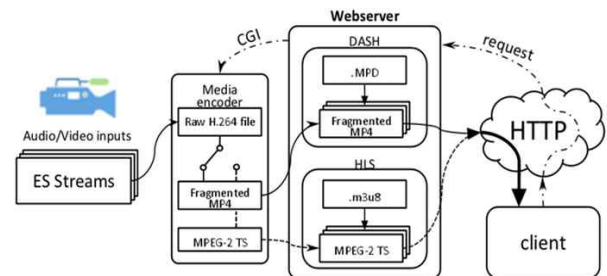 Webserver
CGI
request
DASH
.MPD
Fragmented
MP4
Media
encoder
Raw H.264 file
Fragmented
MP4
MPEG-2 TS
Audio/Video inputs
ES Streams
HLS
.m3u8
MPEG-2 TS
HTTP
client